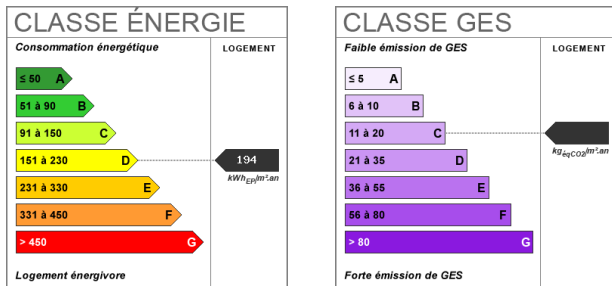 CLASSE ÉNERGIE
Consommation énergétique
LOGEMENT
≤ 50 A
51 à 90 B
91 à 150 C
151 à 230 D
194
kWhEP/m².an
231 à 330 E
331 à 450 F
> 450 G
Logement énergivore
CLASSE GES
Faible émission de GES
LOGEMENT
≤ 5 A
6 à 10 B
11 à 20 C
kgéqCO2/m².an
21 à 35 D
36 à 55 E
56 à 80 F
> 80 G
Forte émission de GES